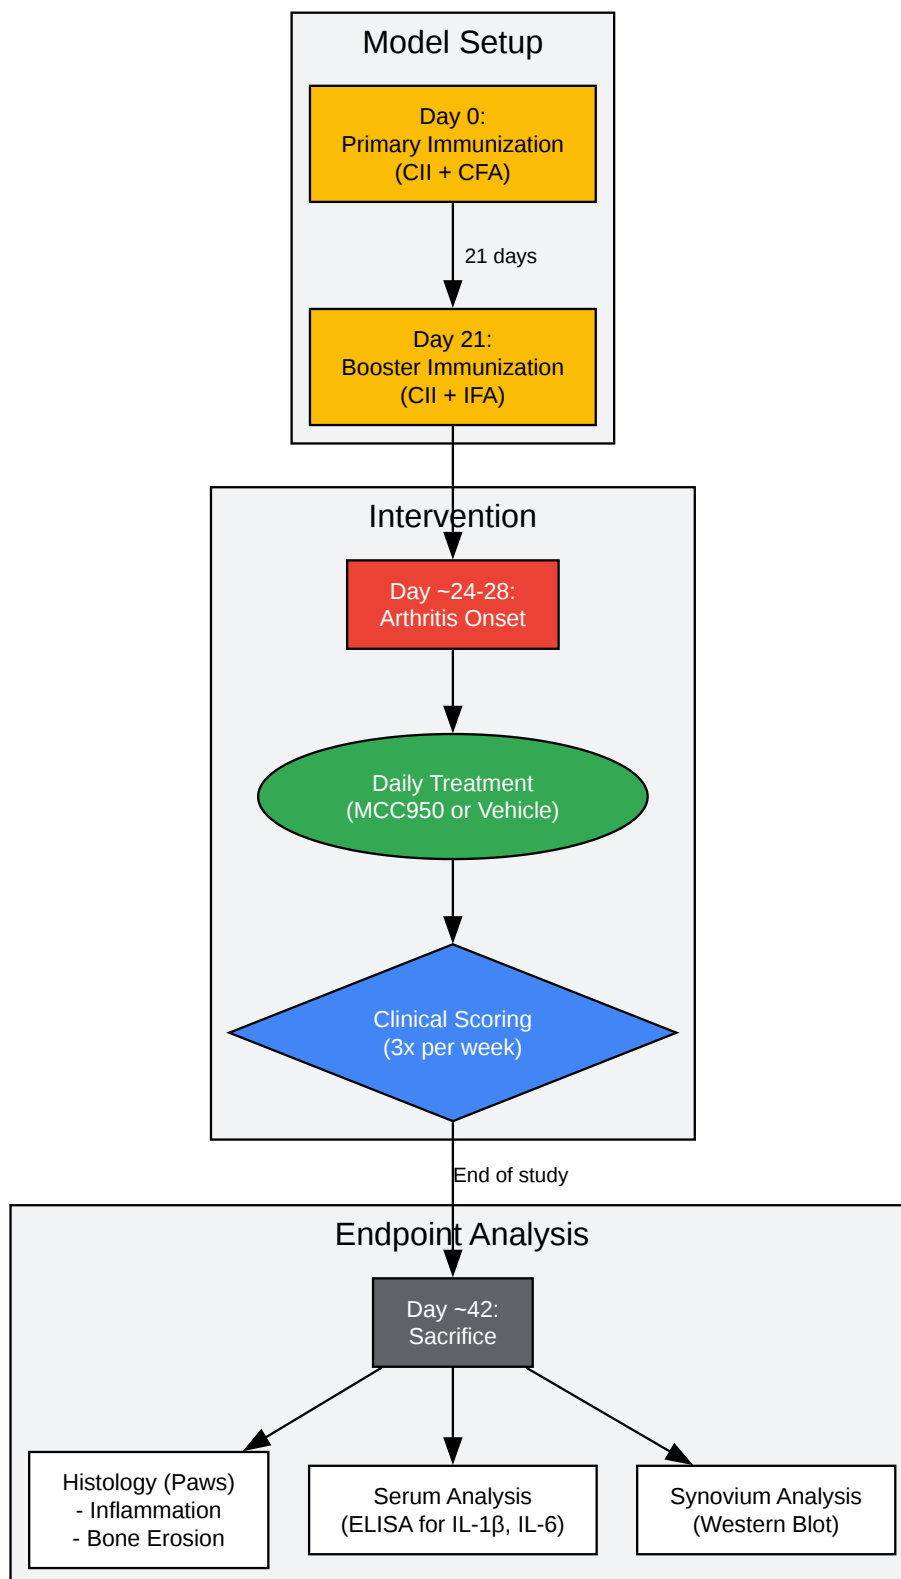 Model Setup
Day 0:
Primary Immunization
(CII + CFA)
21 days
Day 21:
Booster Immunization
(CII + IFA)
Intervention
Day ~24-28:
Arthritis Onset
Daily Treatment
(MCC950 or Vehicle)
Clinical Scoring
(3x per week)
End of study
Endpoint Analysis
Day ~42:
Sacrifice
Histology (Paws)
- Inflammation
- Bone Erosion
Serum Analysis
(ELISA for IL-1β, IL-6)
Synovium Analysis
(Western Blot)